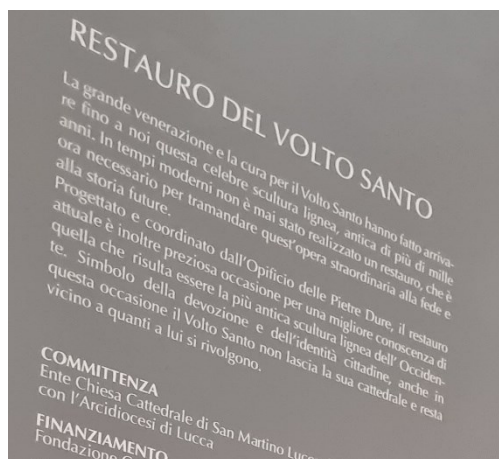 RESTAURO DEL VOLTO SANTO
La grande venerazione e la cura per il Volto Santo hanno fatto arriva-
re fino a noi questa celebre scultura lignea, antica di più di mille
anni. In tempi moderni non è mai stato realizzato un restauro, che è
ora necessario per tramandare quest'opera straordinaria alla fede e
alla storia future.
Progettato e coordinato dall'Opificio delle Pietre Dure, il restauro
attuale è inoltre preziosa occasione per una migliore conoscenza di
quella che risulta essere la più antica scultura lignea dell' Occiden-
te. Simbolo della devozione e dell'identità cittadine, anche in
questa occasione il Volto Santo non lascia la sua cattedrale e resta
vicino a quanti a lui si rivolgono.
COMMITTENZA
Ente Chiesa Cattedrale di San Martino
con l'Arcidiocesi di Lucca
FINANZIAMENTO
Fondazione